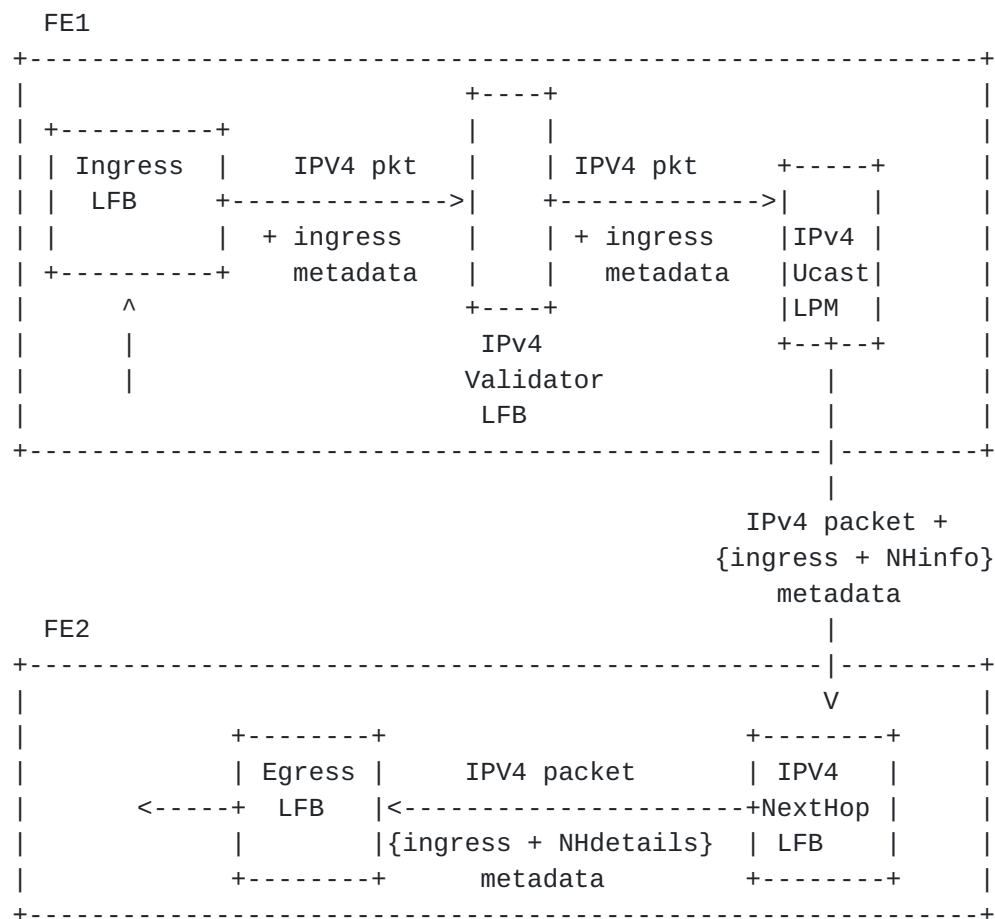 FE1
Ingress IPV4 pkt IPV4 pkt
LFB
+ ingress + ingress IPv4
metadata metadata Ucast
LPM
IPv4
Validator
LFB
IPv4 packet +
{ingress + NHinfo}
metadata
FE2
V
Egress IPV4 packet IPV4
LFB NextHop
{ingress + NHdetails} LFB
metadata